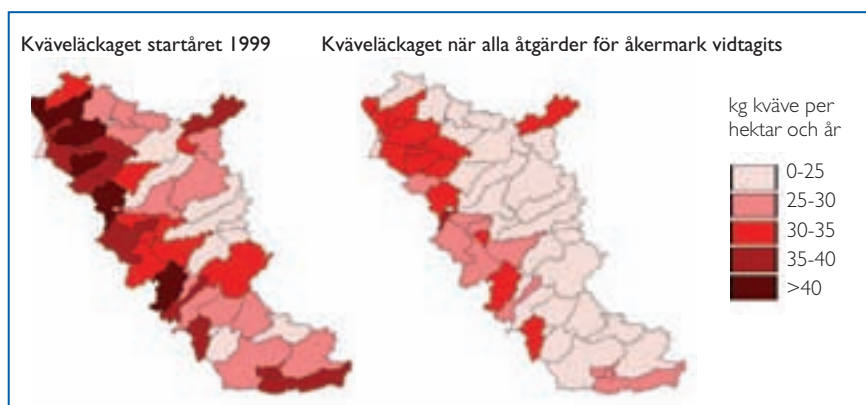 Kväveläckaget startåret 1999
Kväveläckaget när alla åtgärder för åkermark vidtagits
kg kväve per
hektar och år
0-25
25-30
30-35
35-40
>40